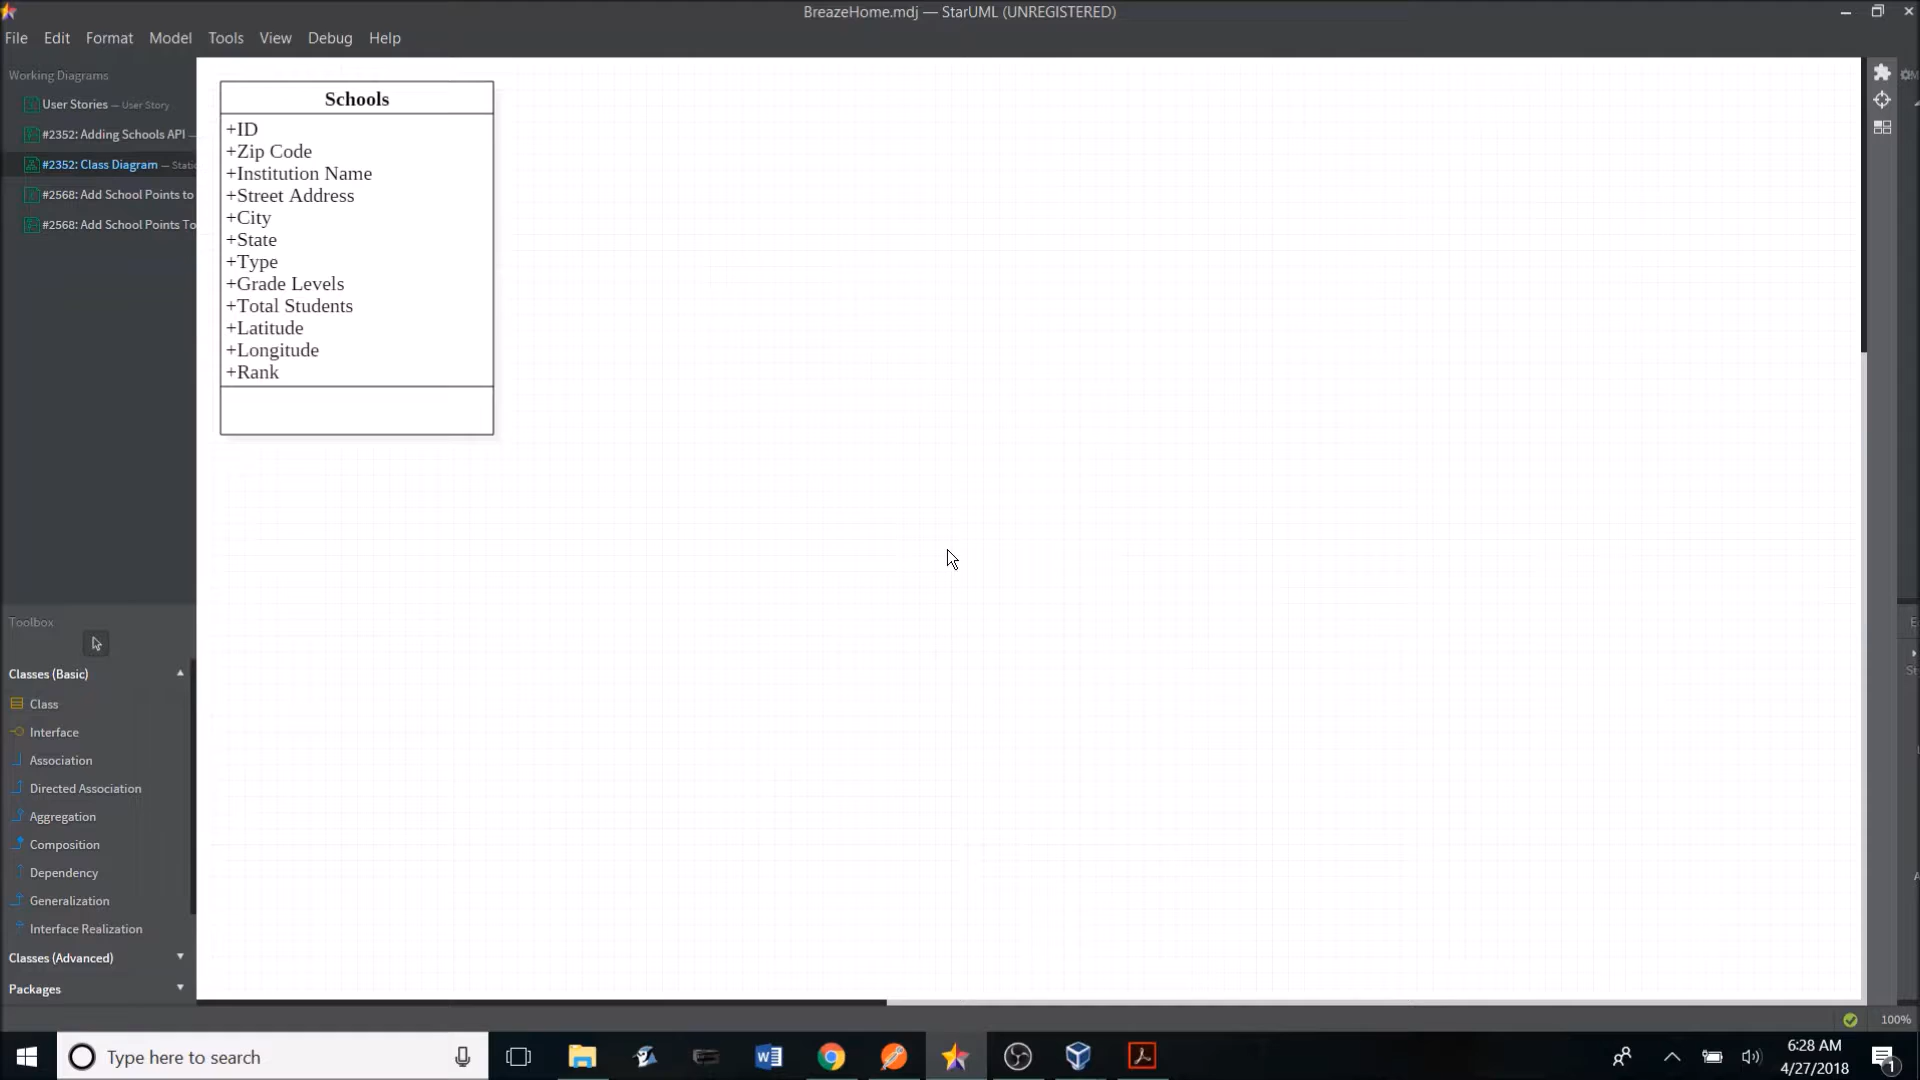 BreazeHome.mdj — StarUML (UNREGISTERED)
File Edit Format Model Tools View Debug Help
Working Diagrams
User Stories — User Story
#2352: Adding Schools API —
#2352: Class Diagram — Static
#2568: Add School Points to
#2568: Add School Points To
Schools
+ID
+Zip Code
+Institution Name
+Street Address
+City
+State
+Type
+Grade Levels
+Total Students
+Latitude
+Longitude
+Rank
Toolbox
Classes (Basic)
Class
Interface
Association
Directed Association
Aggregation
Composition
Dependency
Generalization
Interface Realization
Classes (Advanced)
Packages
100%
Type here to search
6:28 AM
4/27/2018
1